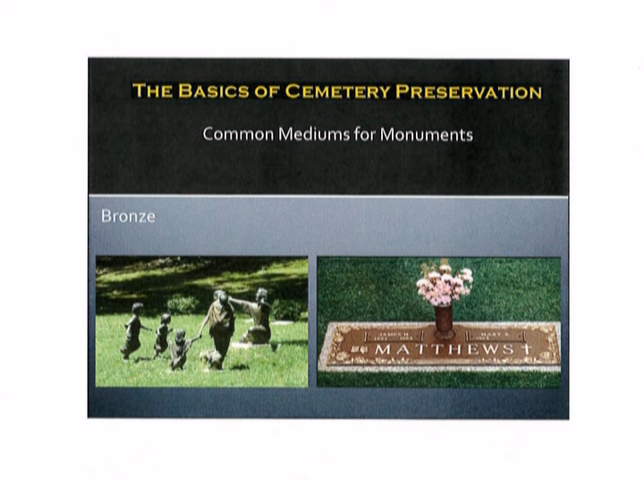 THE BASICS OF CEMETERY PRESERVATION
Common Mediums for Monuments
Bronze
MATTHEWS